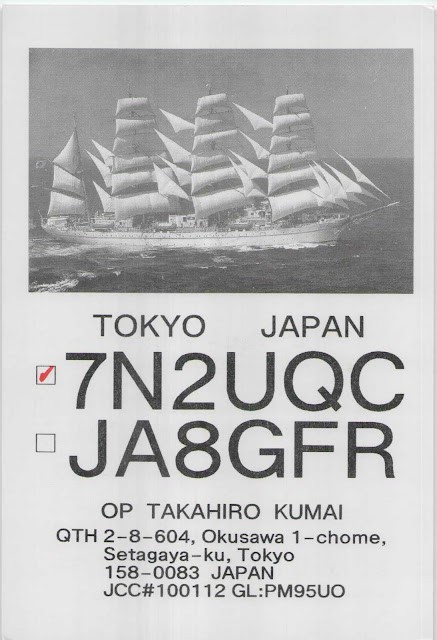 TOKYO JAPAN
7N2UQC
JA8GFR
OP TAKAHIRO KUMAI
QTH 2-8-604, Okusawa 1-chome,
Setagaya-ku, Tokyo
158-0083 JAPAN
JCC#100112 GL:PM95UO